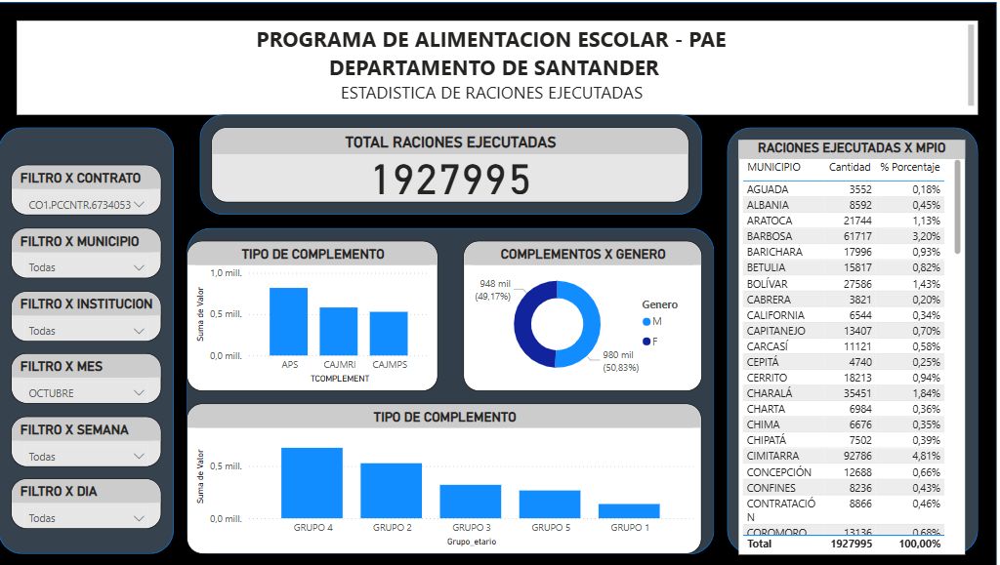 PROGRAMA DE ALIMENTACION ESCOLAR - PAE
DEPARTAMENTO DE SANTANDER
ESTADISTICA DE RACIONES EJECUTADAS
FILTRO X CONTRATO
CO1.PCCNTR.6734053
FILTRO X MUNICIPIO
Todas
FILTRO X INSTITUCION
Todas
FILTRO X MES
OCTUBRE
FILTRO X SEMANA
Todas
FILTRO X DIA
Todas
TOTAL RACIONES EJECUTADAS
1927995
TIPO DE COMPLEMENTO
Suma de Valor
1,0 mill.
0,5 mill.
0,0 mill.
APS CAJMRI CAJMPS
TCOMPLEMENT
COMPLEMENTOS X GENERO
948 mil
(49,17%)
980 mil
(50,83%)
Genero
M
F
TIPO DE COMPLEMENTO
Suma de Valor
0,5 mill.
0,0 mill.
GRUPO 4 GRUPO 2 GRUPO 3 GRUPO 5 GRUPO 1
Grupo_etario
RACIONES EJECUTADAS X MPIO
MUNICIPIO Cantidad % Porcentaje
AGUADA 3552 0,18%
ALBANIA 8592 0,45%
ARATOCA 21744 1,13%
BARBOSA 61717 3,20%
BARICHARA 17996 0,93%
BETULIA 15817 0,82%
BOLÍVAR 27586 1,43%
CABRERA 3821 0,20%
CALIFORNIA 6544 0,34%
CAPITANEJO 13407 0,70%
CARCASÍ 11121 0,58%
CEPITÁ 4740 0,25%
CERRITO 18213 0,94%
CHARALÁ 35451 1,84%
CHARTA 6984 0,36%
CHIMA 6676 0,35%
CHIPATÁ 7502 0,39%
CIMITARRA 92786 4,81%
CONCEPCIÓN 12688 0,66%
CONFINES 8236 0,43%
CONTRATACIÓ 8866 0,46%
N
COROMORO 13136 0,68%
Total 1927995 100,00%